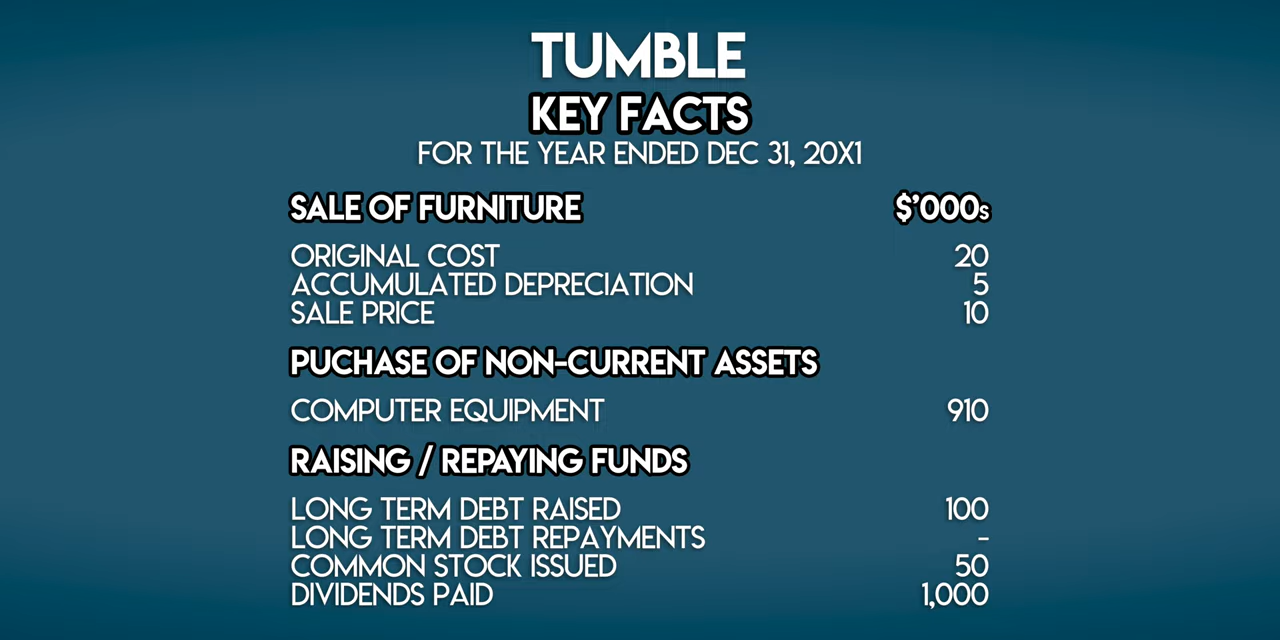 TUMBLE
KEY FACTS
FOR THE YEAR ENDED DEC 31, 20X1
SALE OF FURNITURE $'000s
ORIGINAL COST 20
ACCUMULATED DEPRECIATION 5
SALE PRICE 10
PUCHASE OF NON-CURRENT ASSETS
COMPUTER EQUIPMENT 910
RAISING / REPAYING FUNDS
LONG TERM DEBT RAISED 100
LONG TERM DEBT REPAYMENTS -
COMMON STOCK ISSUED 50
DIVIDENDS PAID 1,000